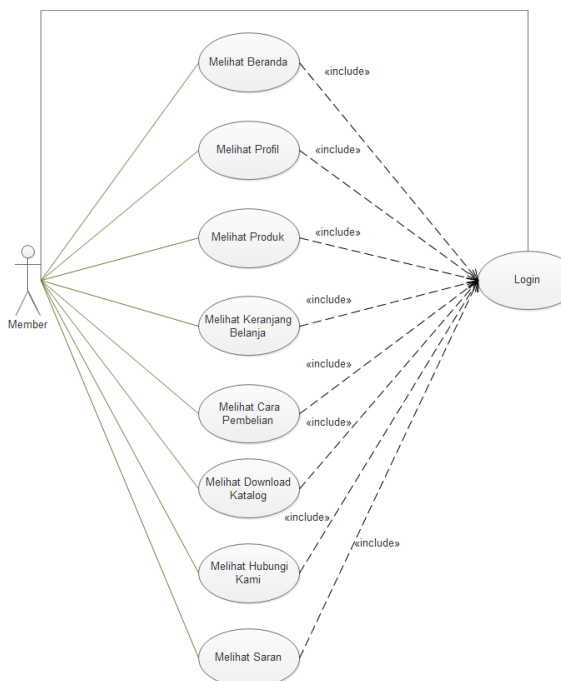 Melihat Beranda
«include»
Melihat Profil
«include»
Melihat Produk
«include»
Login
Member
Melihat Keranjang
Belanja
«include»
Melihat Cara
Pembelian
«include»
Melihat Download
Katalog
«include»
Melihat Hubungi
Kami
«include»
Melihat Saran
«include»